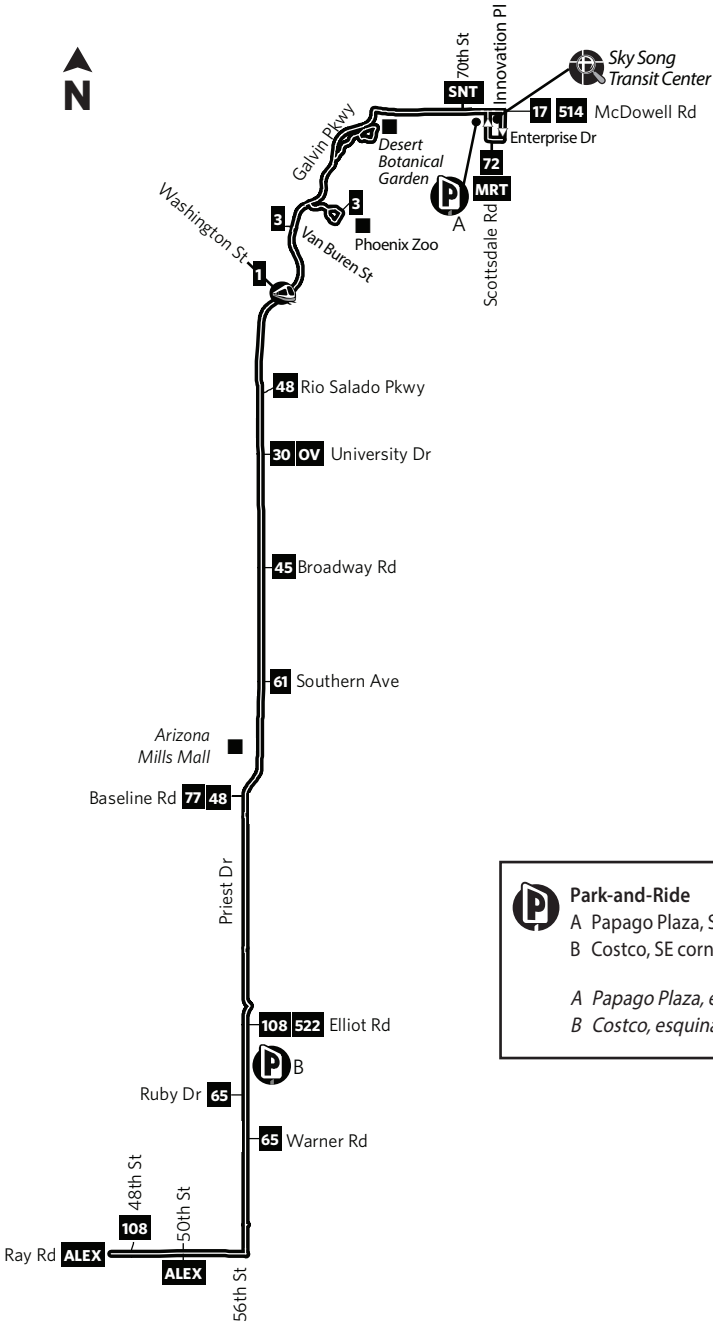 N
70th St
Innovation Pl
Sky Song
Transit Center
SNT
17 514 McDowell Rd
Galvin Pkwy
Desert
Botanical
Garden
Enterprise Dr
72
MRT
P
A
Scottsdale Rd
3
3
Van Buren St
Phoenix Zoo
Washington St
1
48 Rio Salado Pkwy
30 OV University Dr
45 Broadway Rd
61 Southern Ave
Arizona
Mills Mall
Baseline Rd 77 48
Priest Dr
P Park-and-Ride
A Papago Plaza, S
B Costco, SE corn
A Papago Plaza, e
B Costco, esquina
108 522 Elliot Rd
P B
Ruby Dr 65
65 Warner Rd
48th St
50th St
108
Ray Rd ALEX
ALEX
56th St